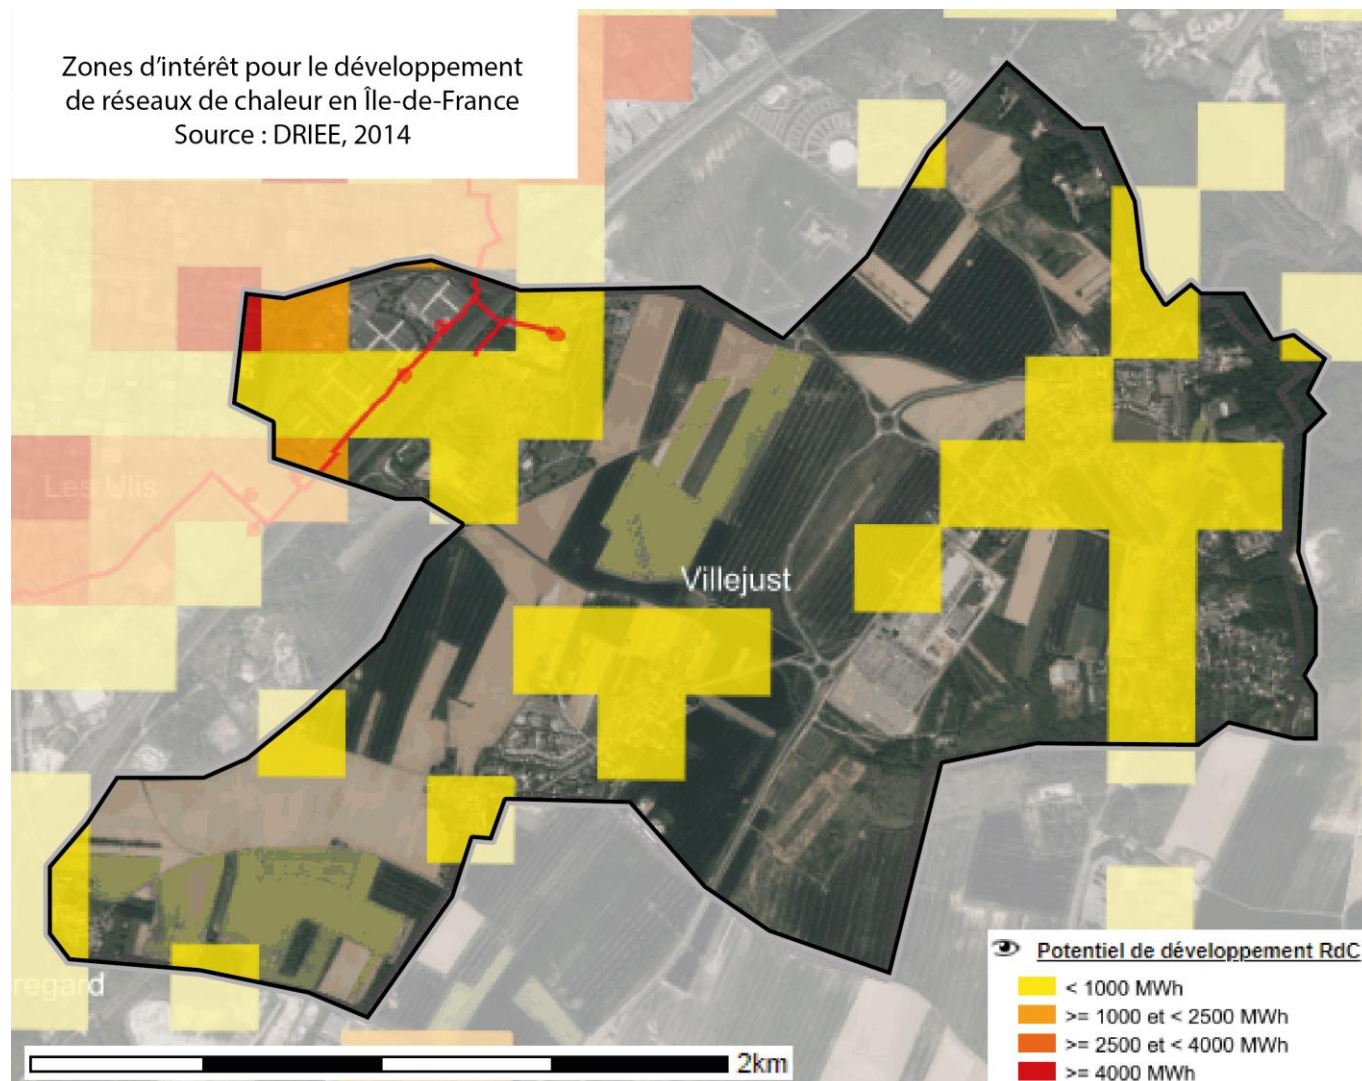 Zones d'intérêt pour le développement
de réseaux de chaleur en Île-de-France
Source : DRIEE, 2014
Les Ulis
Villejust
regard
Potentiel de développement RdC
< 1000 MWh
>= 1000 et < 2500 MWh
>= 2500 et < 4000 MWh
>= 4000 MWh
2km